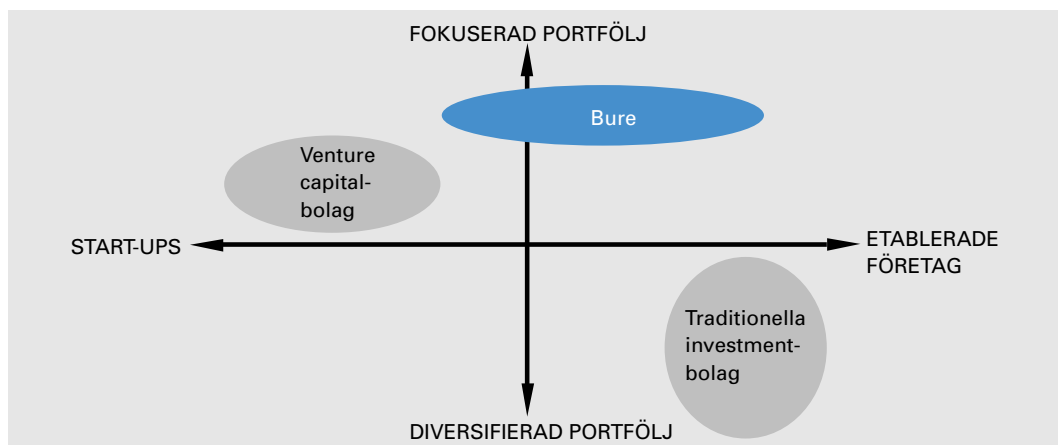 FOKUSERAD PORTFÖLJ
Bure
Venture
capital-
bolag
START-UPS
ETABLERADE
FÖRETAG
Traditionella
investment-
bolag
DIVERSIFIERAD PORTFÖLJ